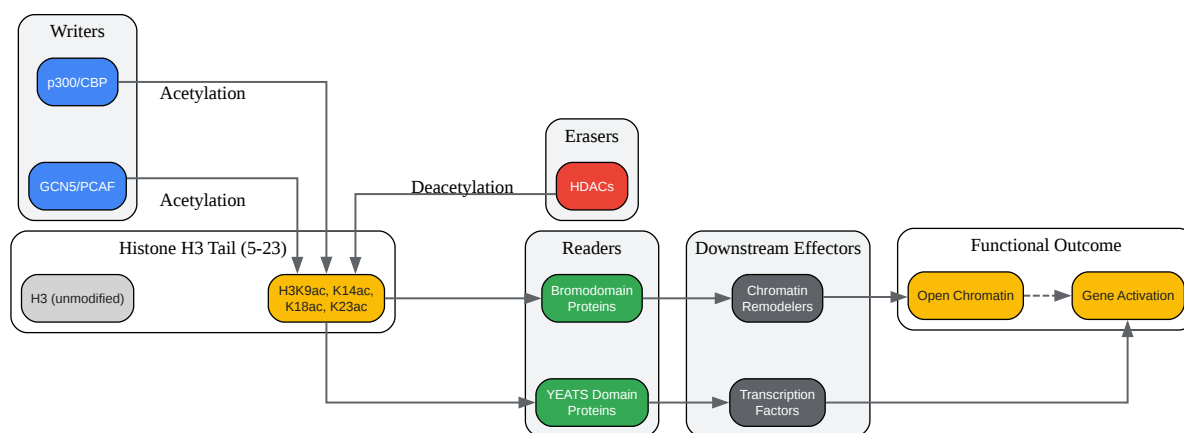 Writers
p300/CBP
Acetylation
GCN5/PCAF
Acetylation
Erasers
HDACs
Deacetylation
Histone H3 Tail (5-23)
H3 (unmodified)
H3K9ac, K14ac,
K18ac, K23ac
Readers
Bromodomain
Proteins
YEATS Domain
Proteins
Downstream Effectors
Chromatin
Remodelers
Transcription
Factors
Functional Outcome
Open Chromatin
Gene Activation